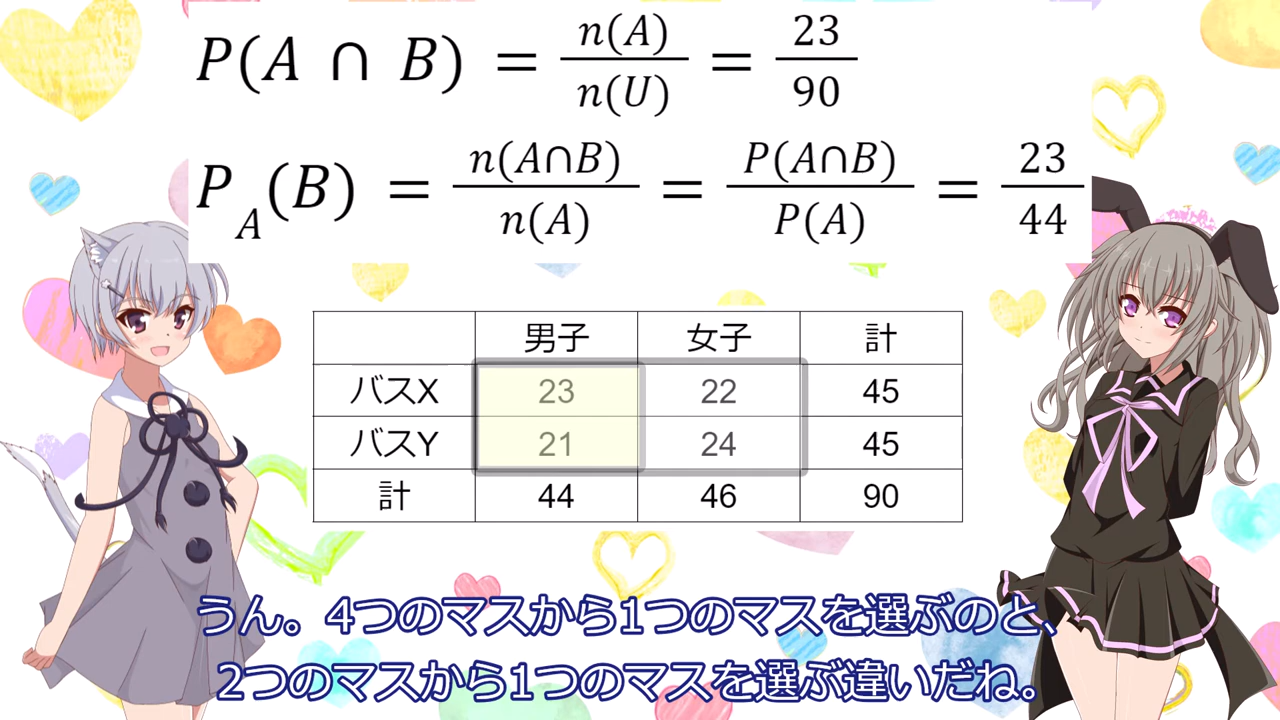 P(A ∩ B) = n(A)/n(U) = 23/90
P_A(B) = n(A∩B)/n(A) = P(A∩B)/P(A) = 23/44
男子 女子 計
バスX 23 22 45
バスY 21 24 45
計 44 46 90
うん。4つのマスから1つのマスを選ぶのと、
2つのマスから1つのマスを選ぶ違いだね。